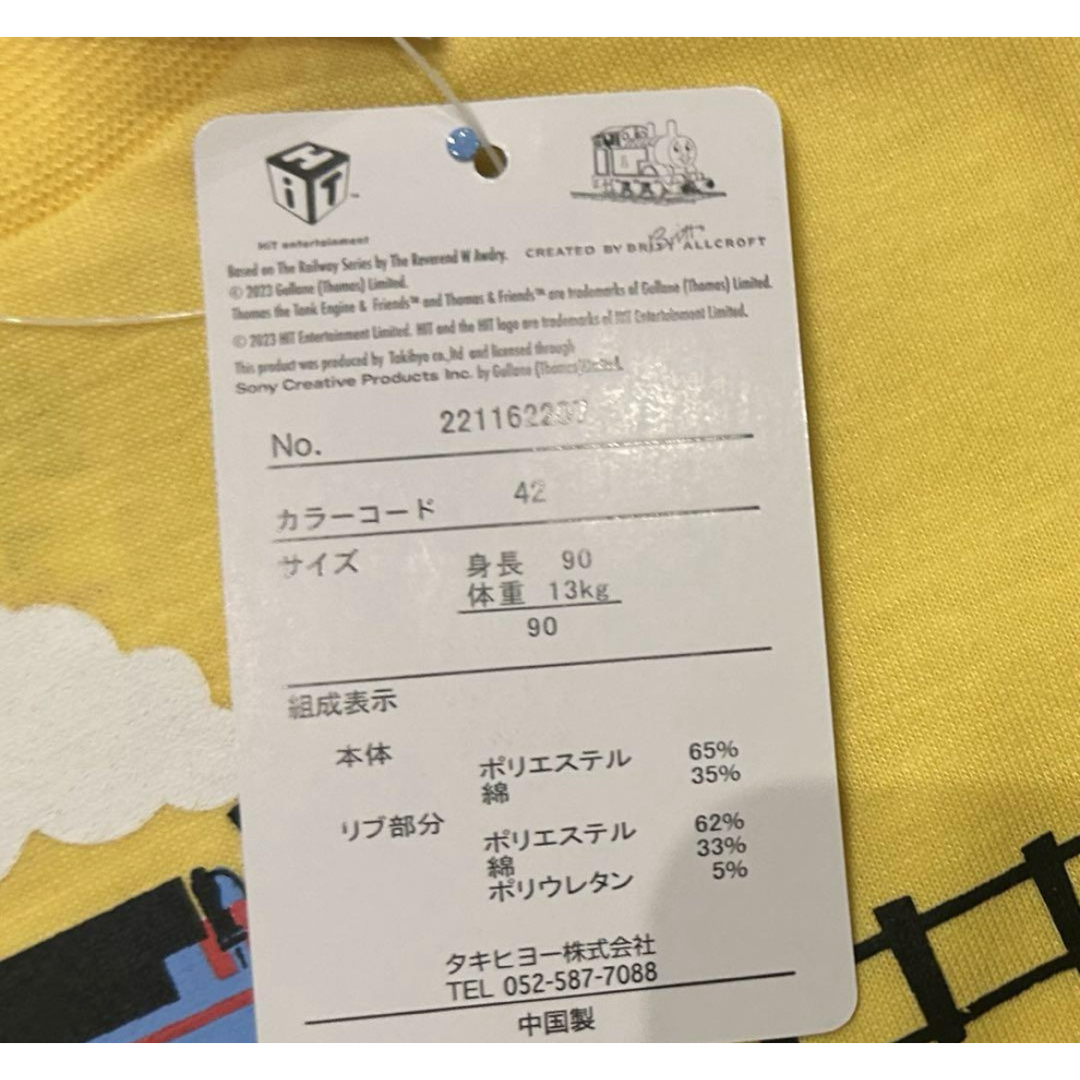 HiT
HiT entertainment
CREATED BY BRITT ALLCROFT
Based on The Railway Series by The Reverend W Awdry.
© 2023 Gullane (Thomas) Limited.
Thomas the Tank Engine & Friends™ and Thomas & Friends™ are trademarks of Gullane (Thomas) Limited.
© 2023 HIT Entertainment Limited. HIT and the HIT logo are trademarks of HIT Entertainment Limited.
This product was produced by Takihyo co.,ltd and licensed through
Sony Creative Products Inc. by Gullane (Thomas)
No. 
カラーコード 42
サイズ 身長 90
体重 13kg
90
組成表示
本体 ポリエステル 65%
綿 35%
リブ部分 ポリエステル 62%
綿 33%
ポリウレタン 5%
タキヒヨー株式会社
TEL 052-587-7088
中国製